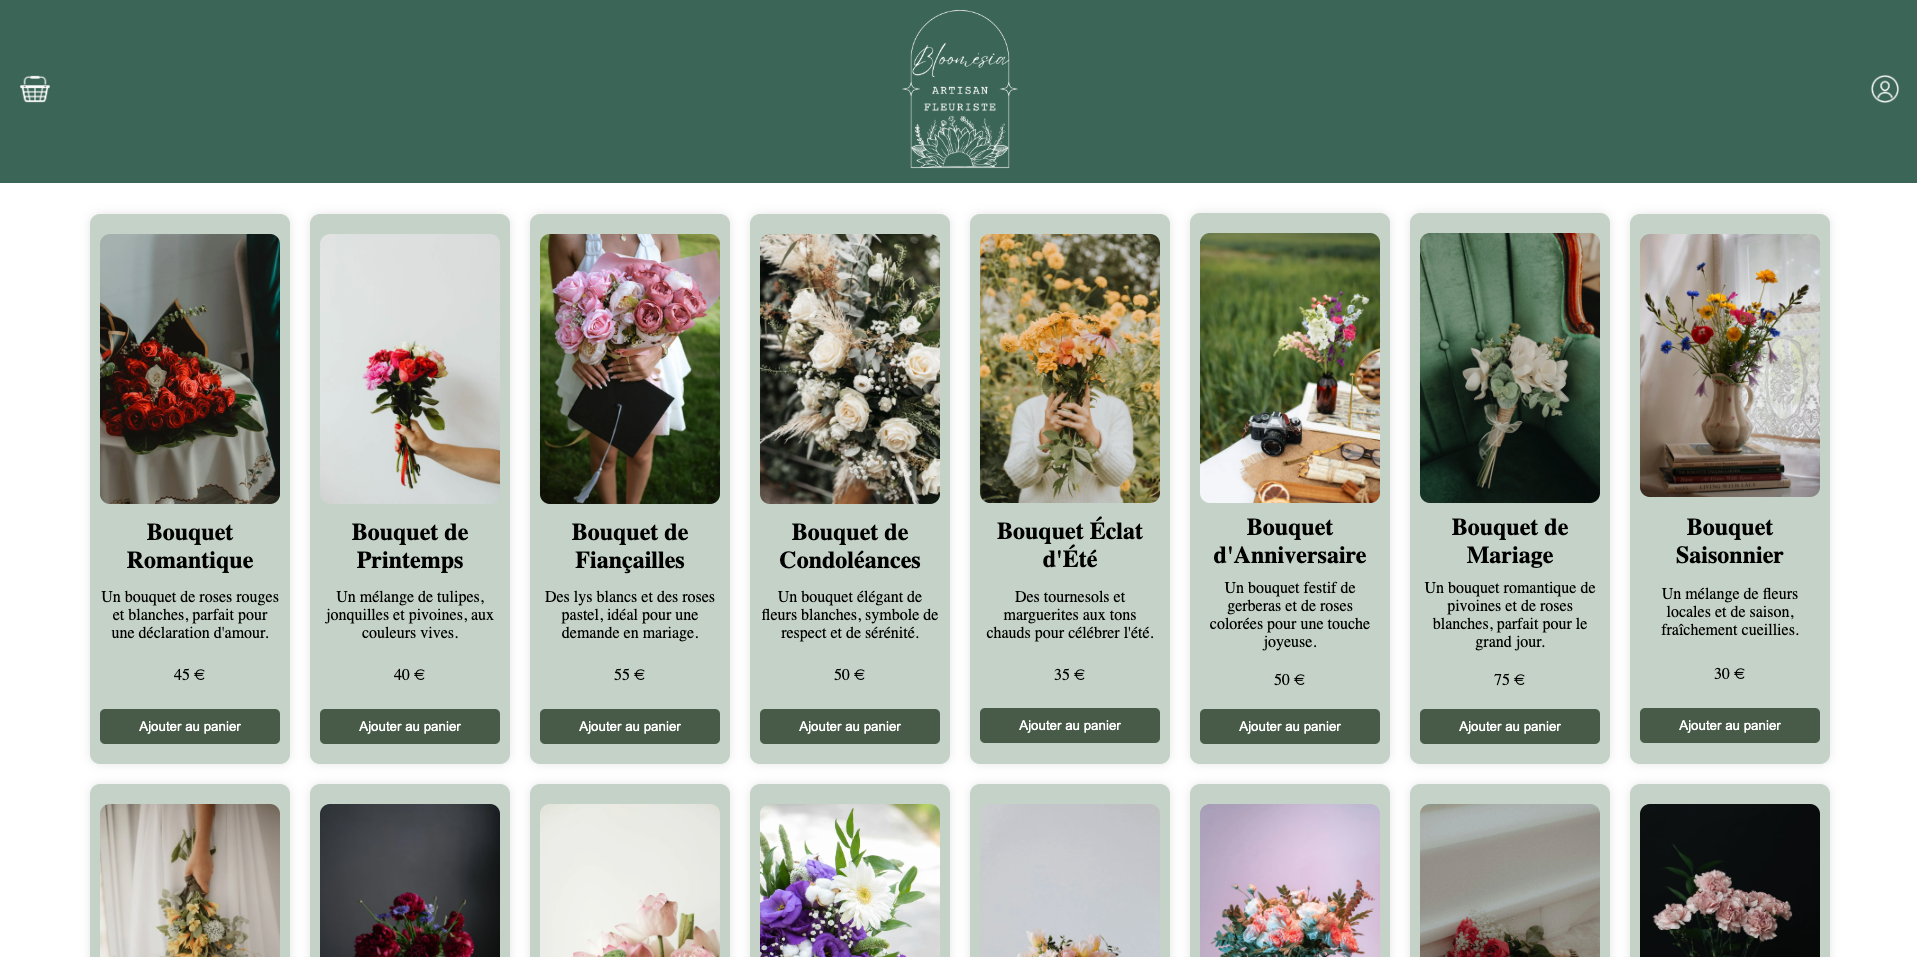 Bloomésia
ARTISAN
FLEURISTE
Bouquet
Romantique
Un bouquet de roses rouges
et blanches, parfait pour
une déclaration d'amour.
45 €
Ajouter au panier
Bouquet de
Printemps
Un mélange de tulipes,
jonquilles et pivoines, aux
couleurs vives.
40 €
Ajouter au panier
Bouquet de
Fiançailles
Des lys blancs et des roses
pastel, idéal pour une
demande en mariage.
55 €
Ajouter au panier
Bouquet de
Condoléances
Un bouquet élégant de
fleurs blanches, symbole de
respect et de sérénité.
50 €
Ajouter au panier
Bouquet Éclat
d'Été
Des tournesols et
marguerites aux tons
chauds pour célébrer l'été.
35 €
Ajouter au panier
Bouquet
d'Anniversaire
Un bouquet festif de
gerberas et de roses
colorées pour une touche
joyeuse.
50 €
Ajouter au panier
Bouquet de
Mariage
Un bouquet romantique de
pivoines et de roses
blanches, parfait pour le
grand jour.
75 €
Ajouter au panier
Bouquet
Saisonnier
Un mélange de fleurs
locales et de saison,
fraîchement cueillies.
30 €
Ajouter au panier